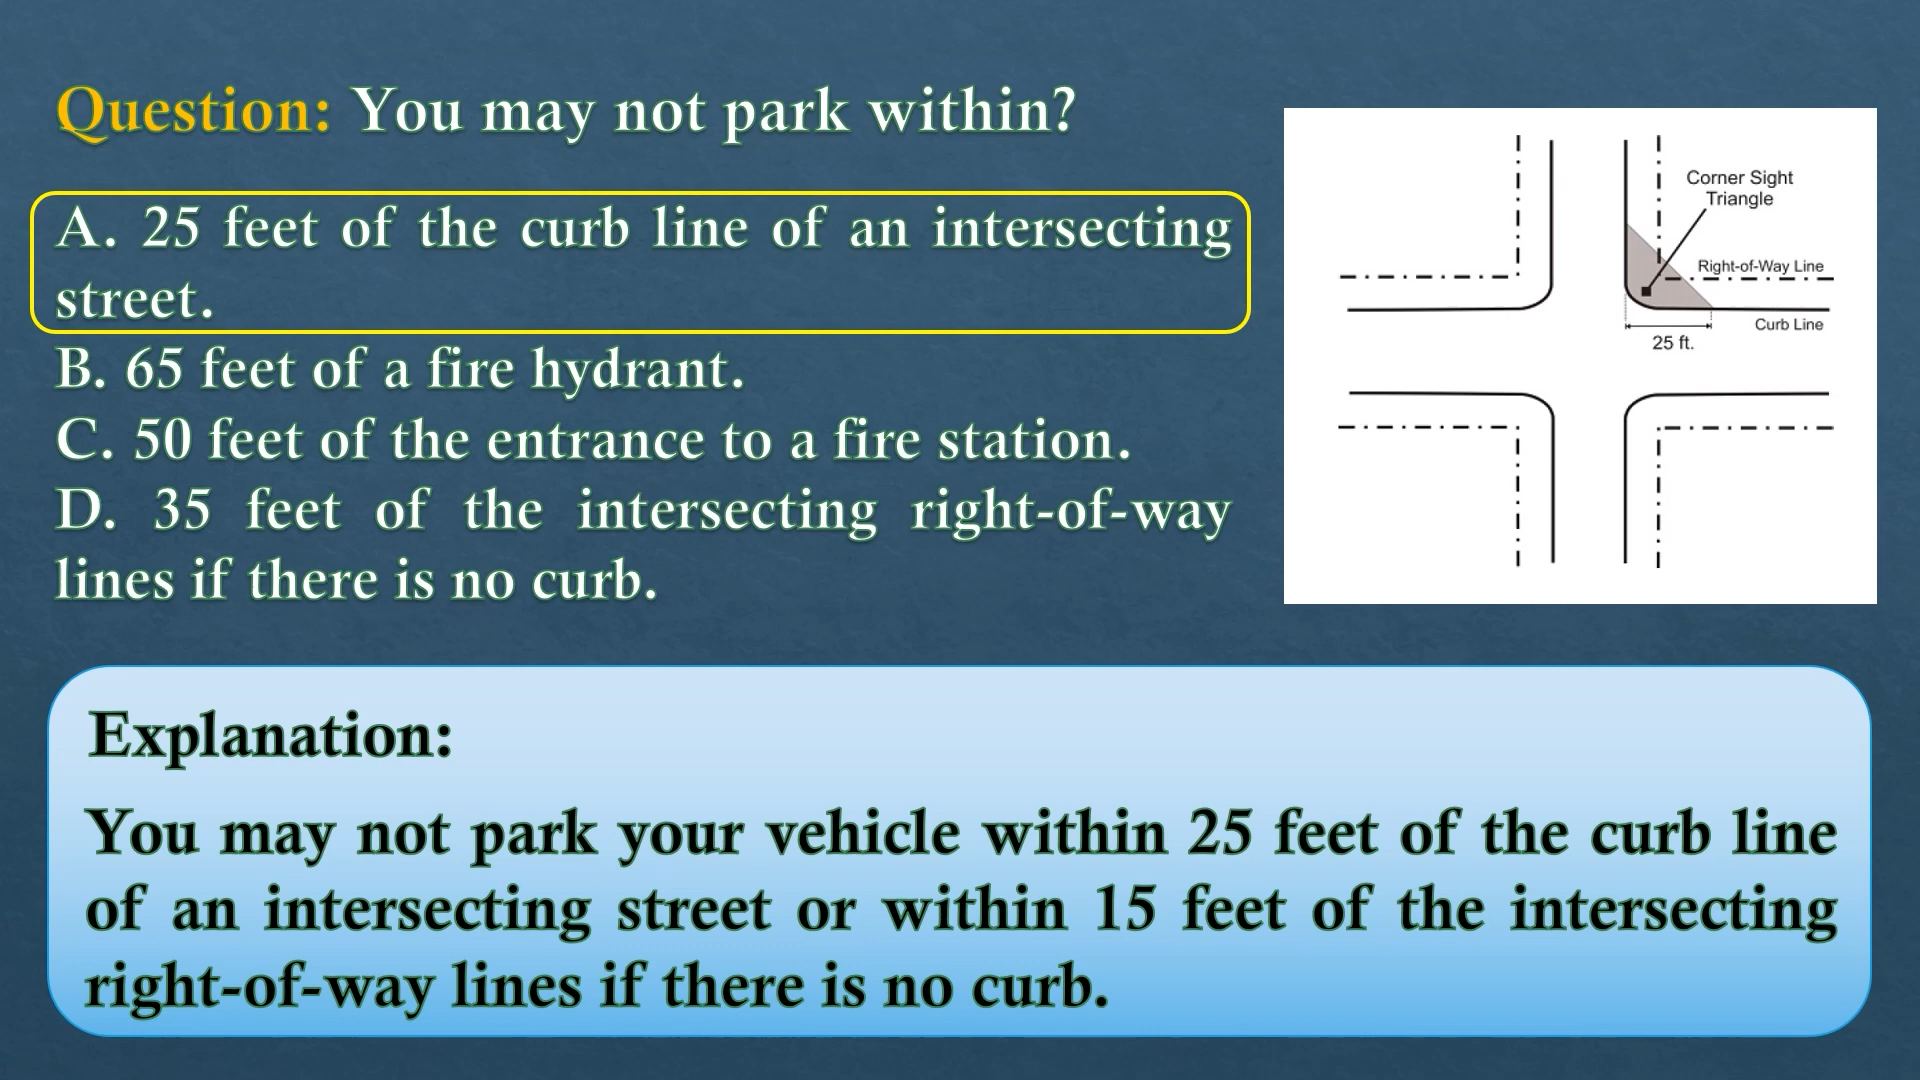 Question: You may not park within?
A. 25 feet of the curb line of an intersecting
street.
B. 65 feet of a fire hydrant.
C. 50 feet of the entrance to a fire station.
D. 35 feet of the intersecting right-of-way
lines if there is no curb.
Corner Sight
Triangle
Right-of-Way Line
Curb Line
25 ft.
Explanation:
You may not park your vehicle within 25 feet of the curb line
of an intersecting street or within 15 feet of the intersecting
right-of-way lines if there is no curb.